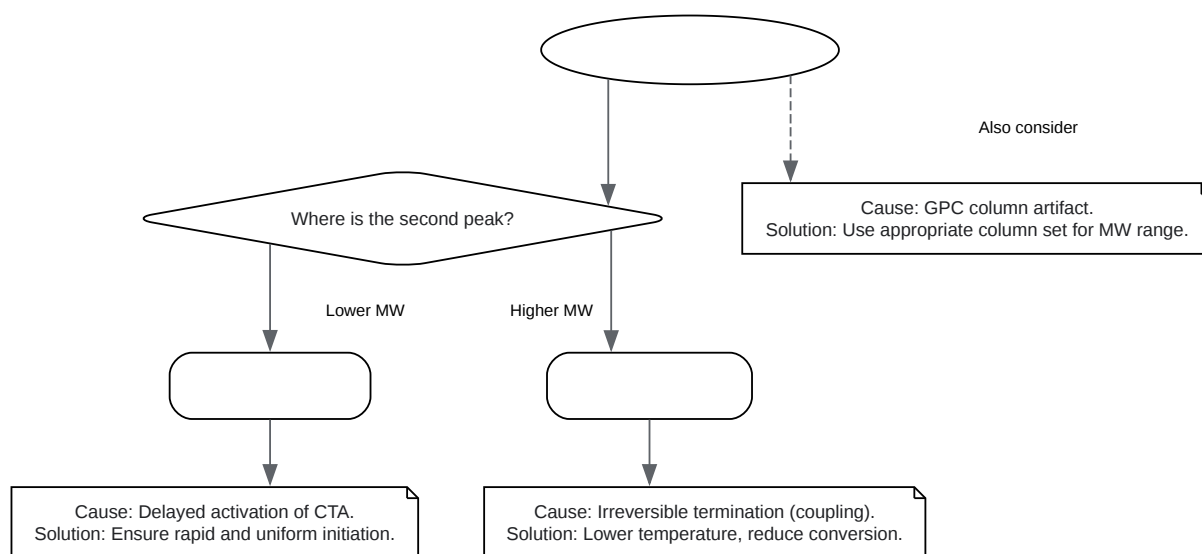 Also consider
Cause: GPC column artifact.
Solution: Use appropriate column set for MW range.
Where is the second peak?
Lower MW
Higher MW
Cause: Delayed activation of CTA.
Solution: Ensure rapid and uniform initiation.
Cause: Irreversible termination (coupling).
Solution: Lower temperature, reduce conversion.